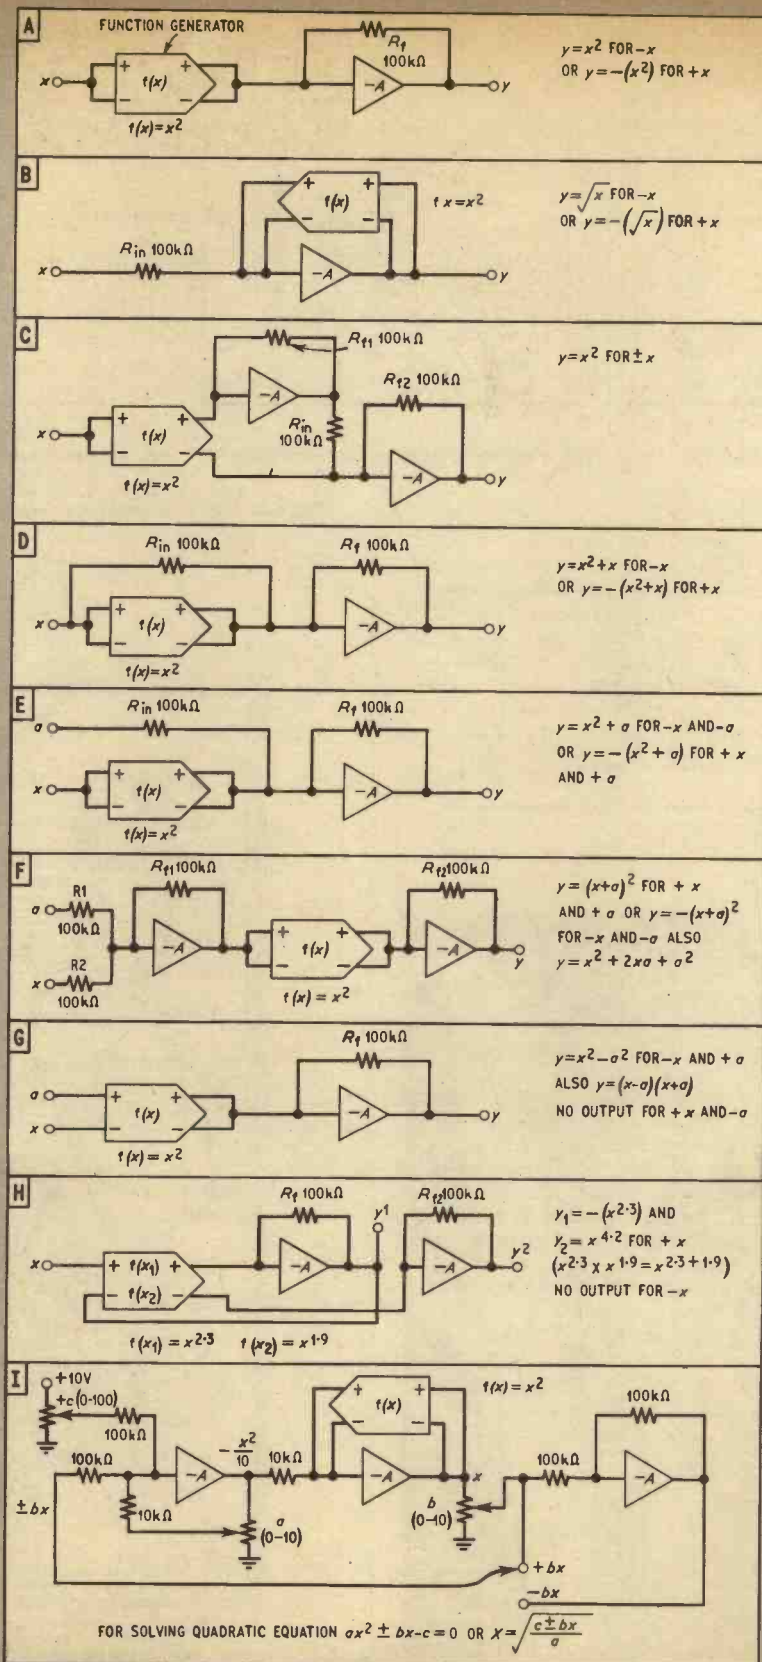 A
FUNCTION GENERATOR
x
+ +
f(x)
− −
f(x)=x²
Rf
100kΩ
−A
y
y=x² FOR−x
OR y=−(x²) FOR +x
B
+ +
f(x)
− −
f x=x²
x
Rin 100kΩ
−A
y
y=√x FOR−x
OR y=−(√x) FOR +x
C
Rf1 100kΩ
−A
Rin
100kΩ
Rf2 100kΩ
x
+ +
f(x)
− −
f(x)=x²
−A
y
y=x² FOR ± x
D
Rin 100kΩ
Rf 100kΩ
x
+
f(x)
− −
f(x)=x²
−A
y
y=x²+x FOR−x
OR y=−(x²+x) FOR+x
E
a
Rin 100kΩ
Rf 100kΩ
x
+
f(x)
− −
f(x)=x²
−A
y
y=x² + a FOR−x AND−a
OR y=−(x² + a) FOR + x
AND + a
F
Rf1 100kΩ
Rf2 100kΩ
a
R1
100kΩ
x
R2
100kΩ
−A
+
f(x)
− −
f(x) = x²
−A
y
y= (x+a)² FOR + x
AND + a OR y=−(x+a)²
FOR−x AND−a ALSO
y=x² + 2xa + a²
G
Rf 100kΩ
a
x
+ +
f(x)
− −
f(x)=x²
−A
y
y=x²−a² FOR−x AND + a
ALSO y=(x-a)(x+a)
NO OUTPUT FOR +x AND−a
H
Rf 100kΩ
y1
Rf2 100kΩ
x
+ f(x₁) +
− f(x₂) −
−A
−A
y2
f(x₁) = x2·3 f(x₂) = x1·9
y₁=−(x2·3) AND
y₂=x4·2 FOR +x
(x2·3 x x1·9=x2·3+1·9)
NO OUTPUT FOR−x
I
+10V
+c(0-100)
100kΩ
100kΩ
±bx
10kΩ
−A
−x²/10
10kΩ
a
(0-10)
+ +
f(x)
− −
f(x)=x²
−A
x
b
(0-10)
100kΩ
100kΩ
−A
+bx
−bx
FOR SOLVING QUADRATIC EQUATION ax² ± bx−c=0 OR X=√(c±bx/a)